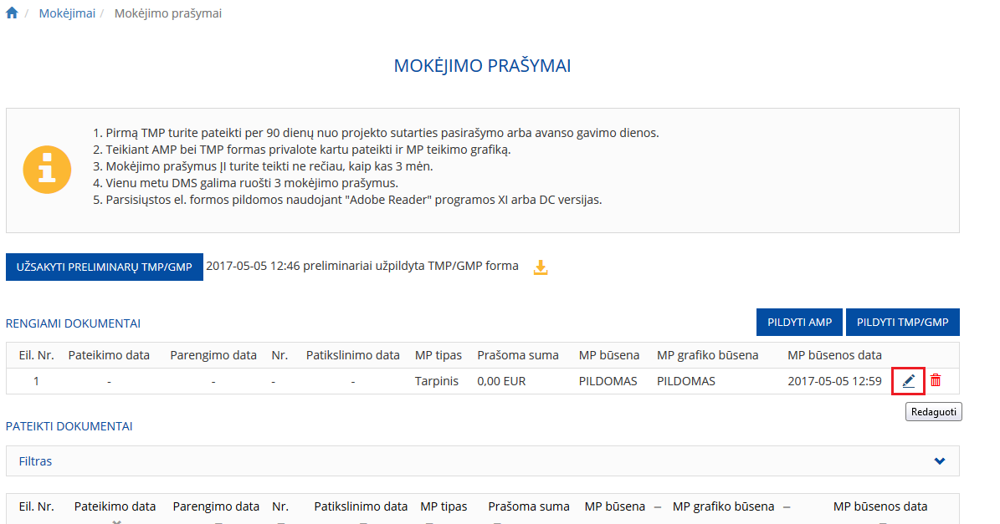 / Mokėjimai / Mokėjimo prašymai
MOKĖJIMO PRAŠYMAI
1. Pirmą TMP turite pateikti per 90 dienų nuo projekto sutarties pasirašymo arba avanso gavimo dienos.
2. Teikiant AMP bei TMP formas privalote kartu pateikti ir MP teikimo grafiką.
3. Mokėjimo prašymus ĮI turite teikti ne rečiau, kaip kas 3 mėn.
4. Vienu metu DMS galima ruošti 3 mokėjimo prašymus.
5. Parsisiųstos el. formos pildomos naudojant "Adobe Reader" programos XI arba DC versijas.
UŽSAKYTI PRELIMINARŲ TMP/GMP 2017-05-05 12:46 preliminariai užpildyta TMP/GMP forma
RENGIAMI DOKUMENTAI PILDYTI AMP PILDYTI TMP/GMP
Eil. Nr. Pateikimo data Parengimo data Nr. Patikslinimo data MP tipas Prašoma suma MP būsena MP grafiko būsena MP būsenos data
1 - - - - Tarpinis 0,00 EUR PILDOMAS PILDOMAS 2017-05-05 12:59
Redaguoti
PATEIKTI DOKUMENTAI
Filtras
Eil. Nr. Pateikimo data Parengimo data Nr. Patikslinimo data MP tipas Prašoma suma MP būsena MP grafiko būsena MP būsenos data